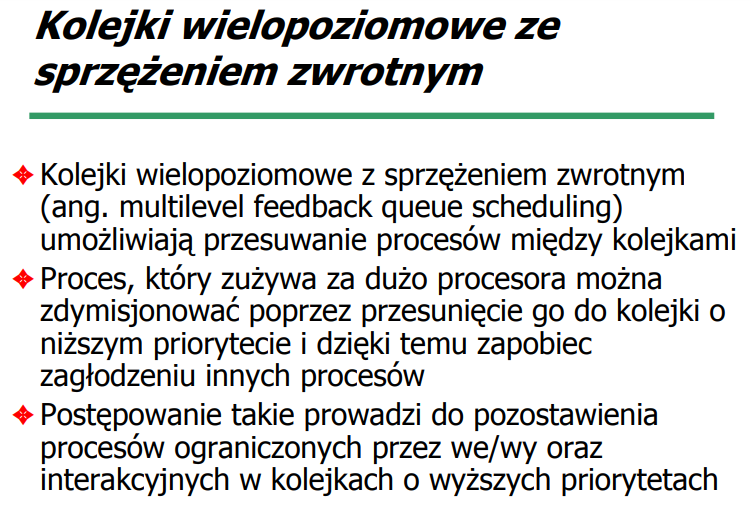 Kolejki wielopoziomowe ze
sprzężeniem zwrotnym
Kolejki wielopoziomowe z sprzężeniem zwrotnym
(ang. multilevel feedback queue scheduling)
umożliwiają przesuwanie procesów między kolejkami
Proces, który zużywa za dużo procesora można
zdymisjonować poprzez przesunięcie go do kolejki o
niższym priorytecie i dzięki temu zapobiec
zagłodzeniu innych procesów
Postępowanie takie prowadzi do pozostawienia
procesów ograniczonych przez we/wy oraz
interakcyjnych w kolejkach o wyższych priorytetach